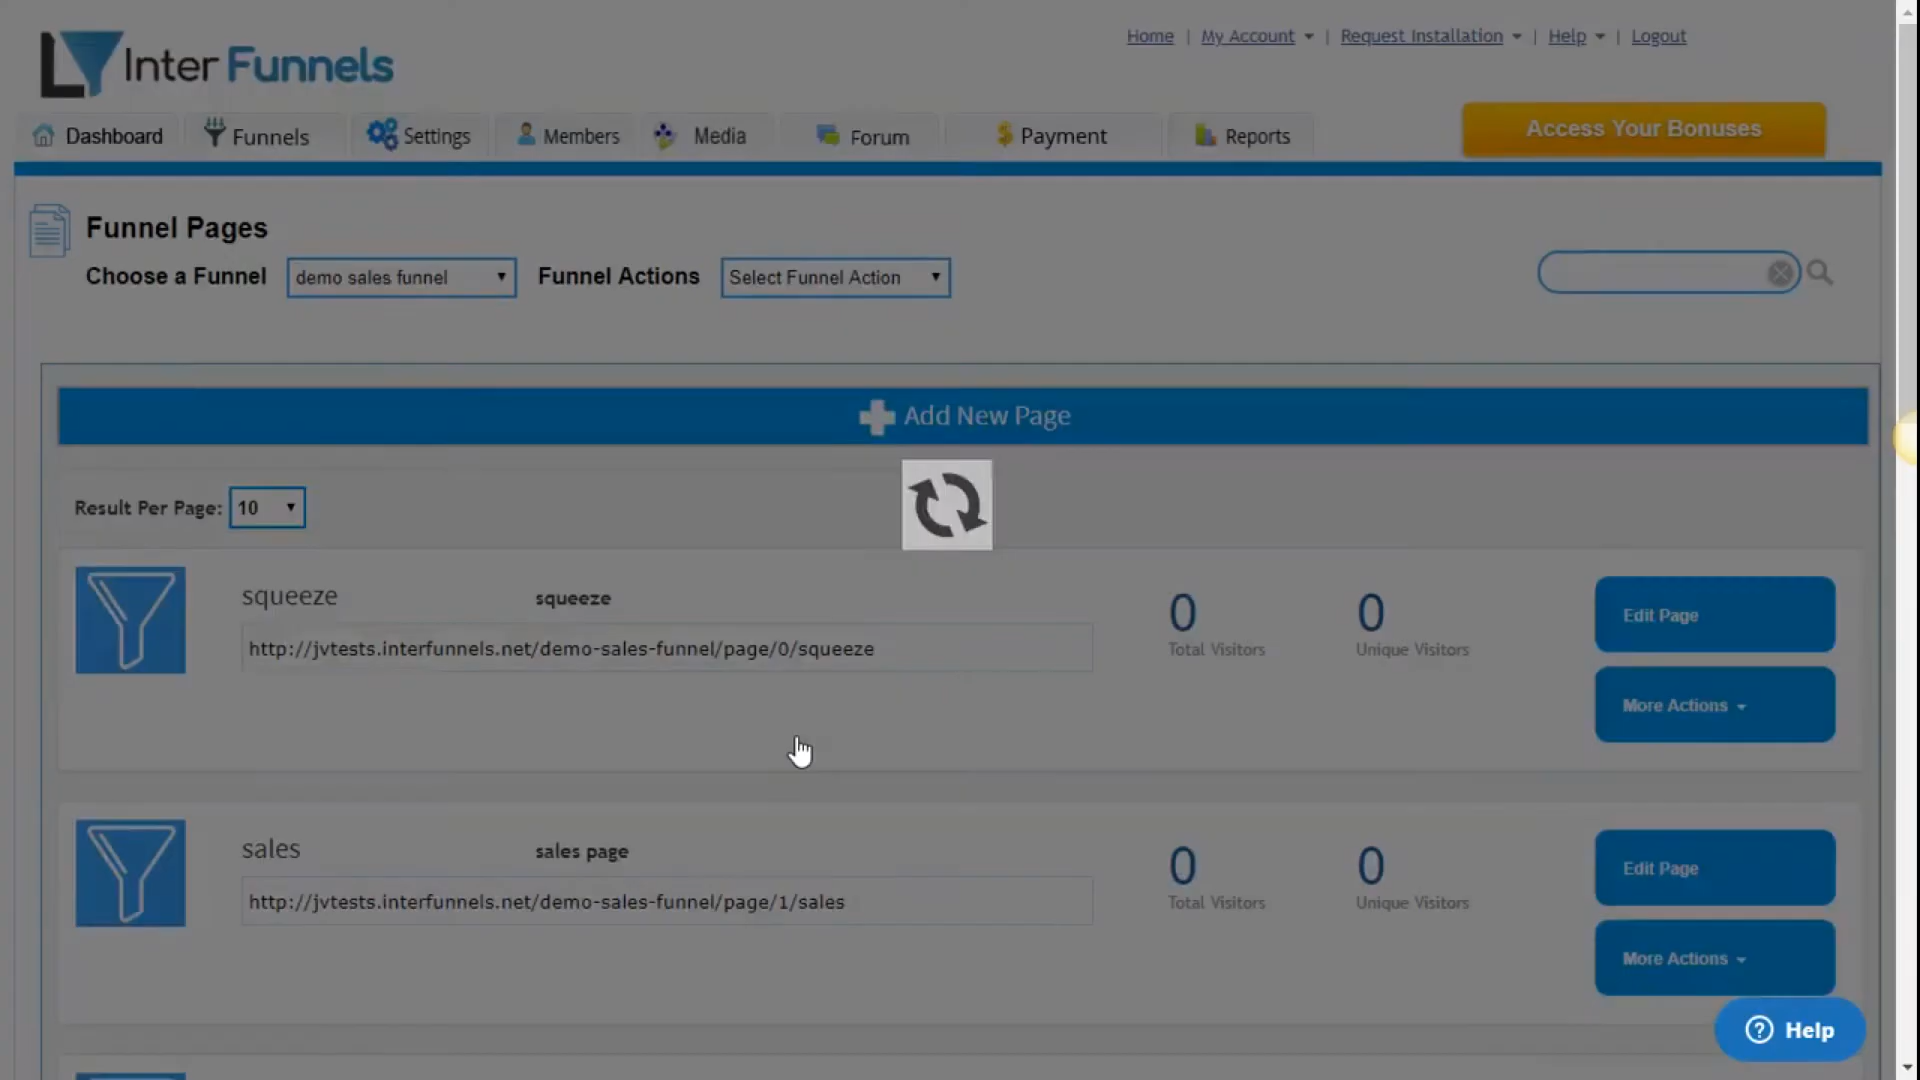 Inter Funnels
Home | My Account | Request Installation | Help | Logout
Dashboard Funnels Settings Members Media Forum Payment Reports Access Your Bonuses
Funnel Pages
Choose a Funnel demo sales funnel Funnel Actions Select Funnel Action
Add New Page
Result Per Page: 10
squeeze squeeze
http://jvtests.interfunnels.net/demo-sales-funnel/page/0/squeeze
0 Total Visitors
0 Unique Visitors
Edit Page
More Actions
sales sales page
http://jvtests.interfunnels.net/demo-sales-funnel/page/1/sales
0 Total Visitors
0 Unique Visitors
Edit Page
More Actions
? Help